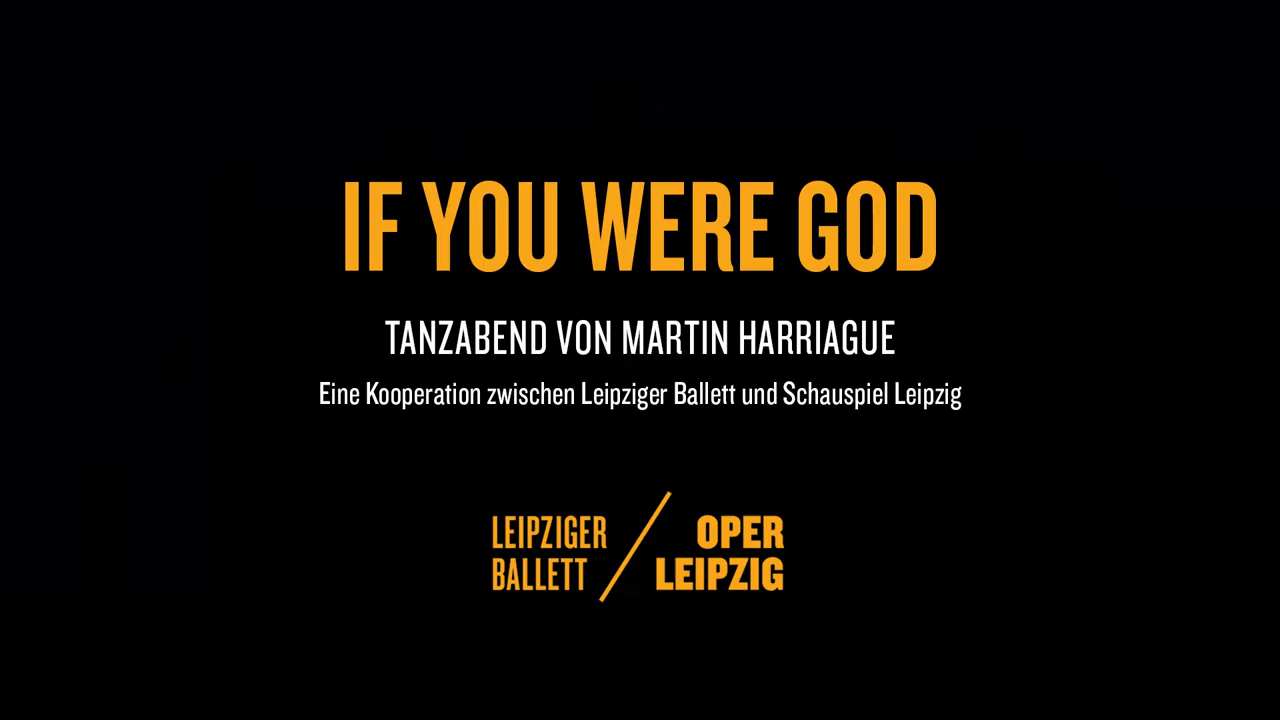 IF YOU WERE GOD
TANZABEND VON MARTIN HARRIAGUE
Eine Kooperation zwischen Leipziger Ballett und Schauspiel Leipzig
LEIPZIGER
BALLETT
OPER
LEIPZIG